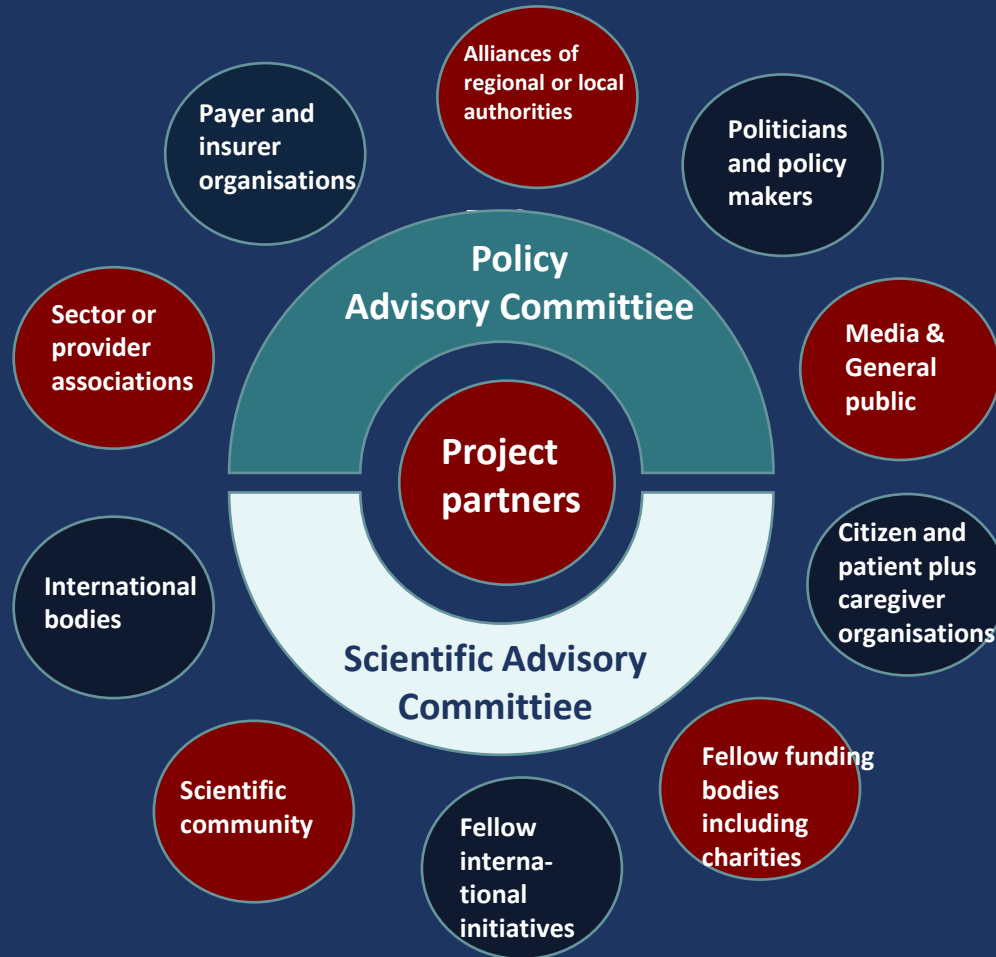 Alliances of
regional or local
authorities
Payer and
insurer
organisations
Politicians
and policy
makers
Policy
Advisory Committiee
Sector or
provider
associations
Media &
General
public
Project
partners
Citizen and
patient plus
caregiver
organisations
International
bodies
Scientific Advisory
Committiee
Scientific
community
Fellow funding
bodies
including
charities
Fellow
interna-
tional
initiatives